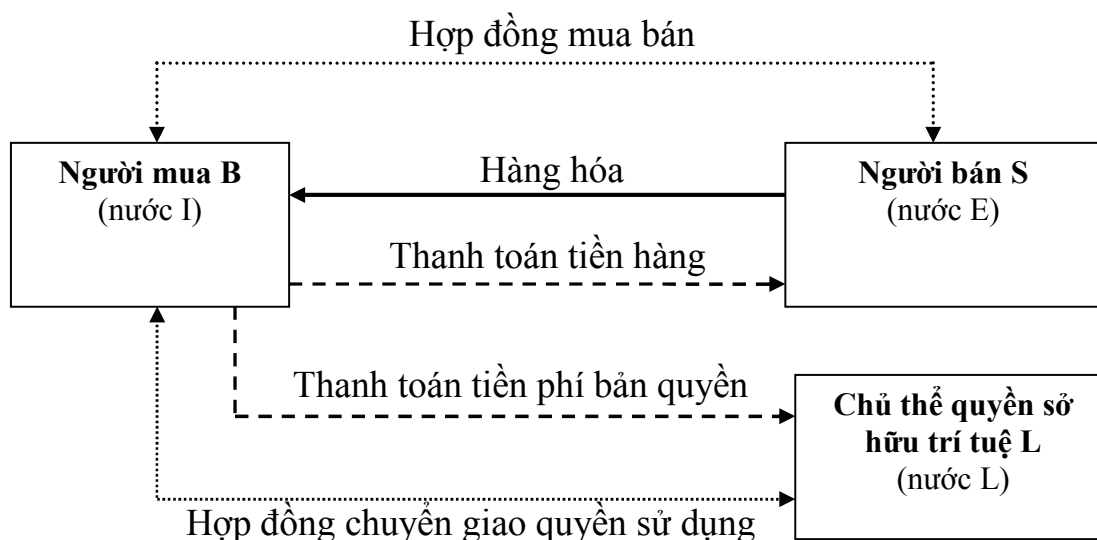 Hợp đồng mua bán
Người mua B
(nước I)
Hàng hóa
Người bán S
(nước E)
Thanh toán tiền hàng
Thanh toán tiền phí bản quyền
Chủ thể quyền sở
hữu trí tuệ L
(nước L)
Hợp đồng chuyển giao quyền sử dụng